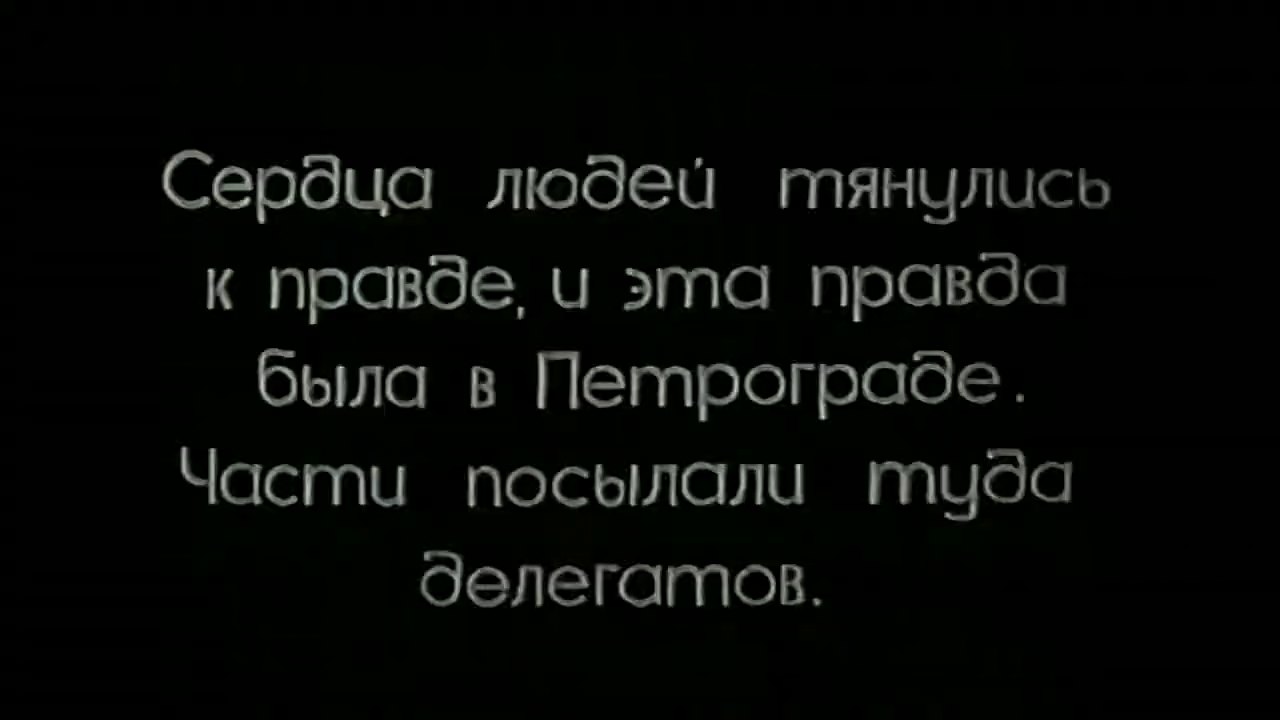 Сердца людей тянулись
к правде, и эта правда
была в Петрограде.
Части посылали туда
делегатов.